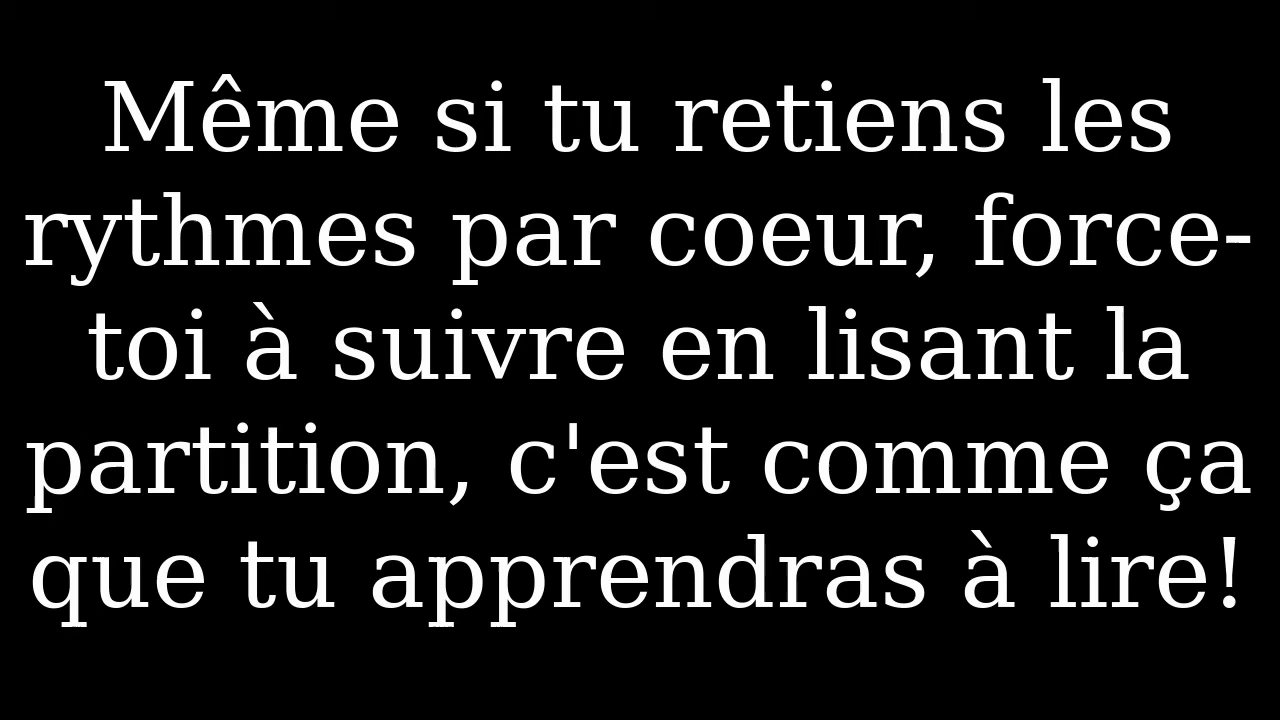 Même si tu retiens les
rythmes par coeur, force-
toi à suivre en lisant la
partition, c'est comme ça
que tu apprendras à lire!